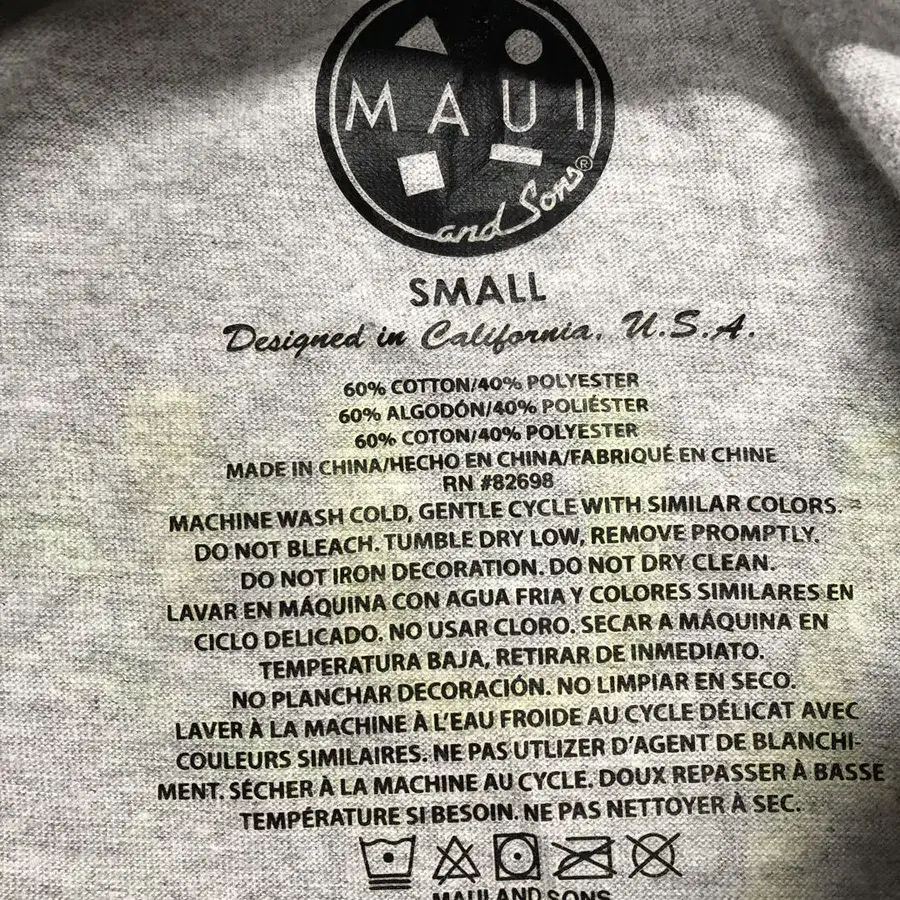 MAUI
and Sons®
SMALL
Designed in California, U.S.A.
60% COTTON/40% POLYESTER
60% ALGODÓN/40% POLIÉSTER
60% COTON/40% POLYESTER
MADE IN CHINA/HECHO EN CHINA/FABRIQUÉ EN CHINE
RN #82698
MACHINE WASH COLD, GENTLE CYCLE WITH SIMILAR COLORS.
DO NOT BLEACH. TUMBLE DRY LOW, REMOVE PROMPTLY.
DO NOT IRON DECORATION. DO NOT DRY CLEAN.
LAVAR EN MÁQUINA CON AGUA FRIA Y COLORES SIMILARES EN
CICLO DELICADO. NO USAR CLORO. SECAR A MÁQUINA EN
TEMPERATURA BAJA, RETIRAR DE INMEDIATO.
NO PLANCHAR DECORACIÓN. NO LIMPIAR EN SECO.
LAVER À LA MACHINE À L'EAU FROIDE AU CYCLE DÉLICAT AVEC
COULEURS SIMILAIRES. NE PAS UTLIZER D'AGENT DE BLANCHI-
MENT. SÉCHER À LA MACHINE AU CYCLE. DOUX REPASSER À BASSE
TEMPÉRATURE SI BESOIN. NE PAS NETTOYER À SEC.
MAUI AND SONS